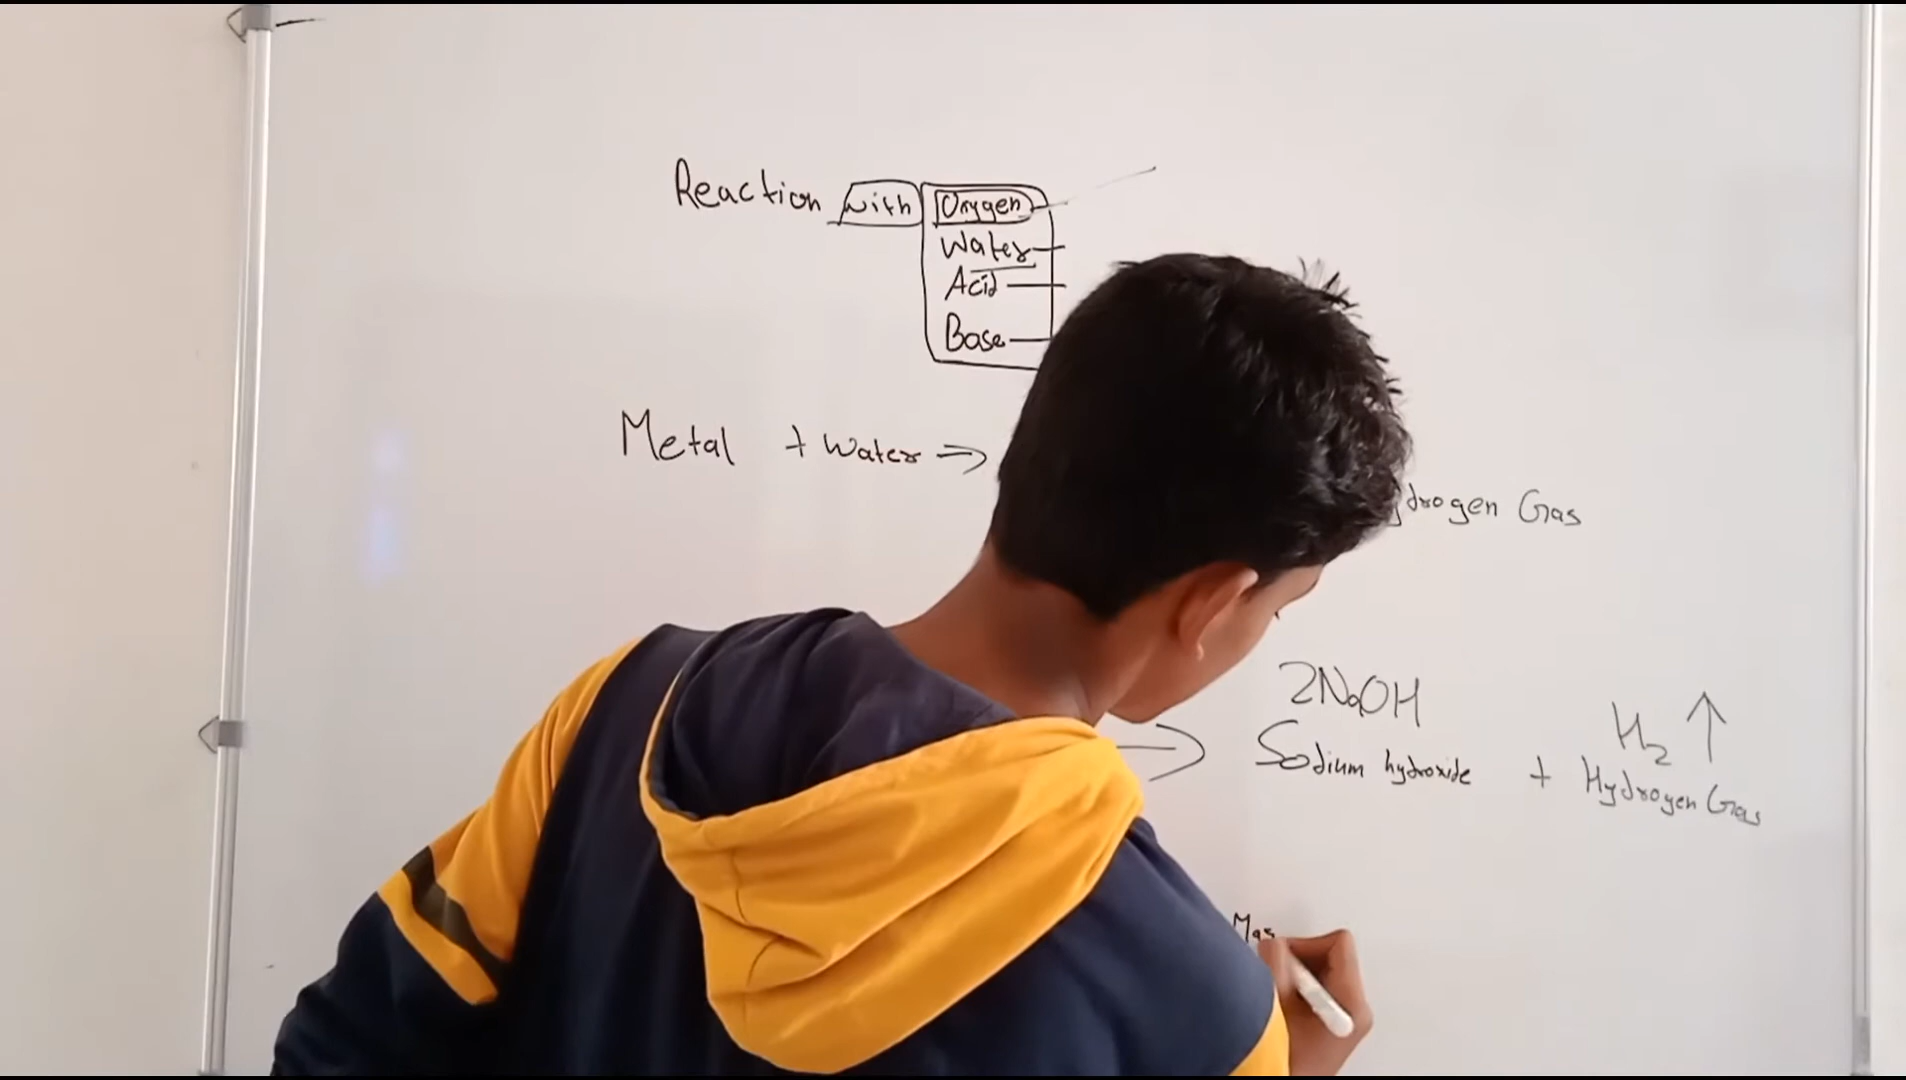 Reaction with Oxygen
Water
Acid
Base
Metal + Water →
drogen Gas
2NaOH
H2 ↑
Sodium hydroxide + Hydrogen Gas